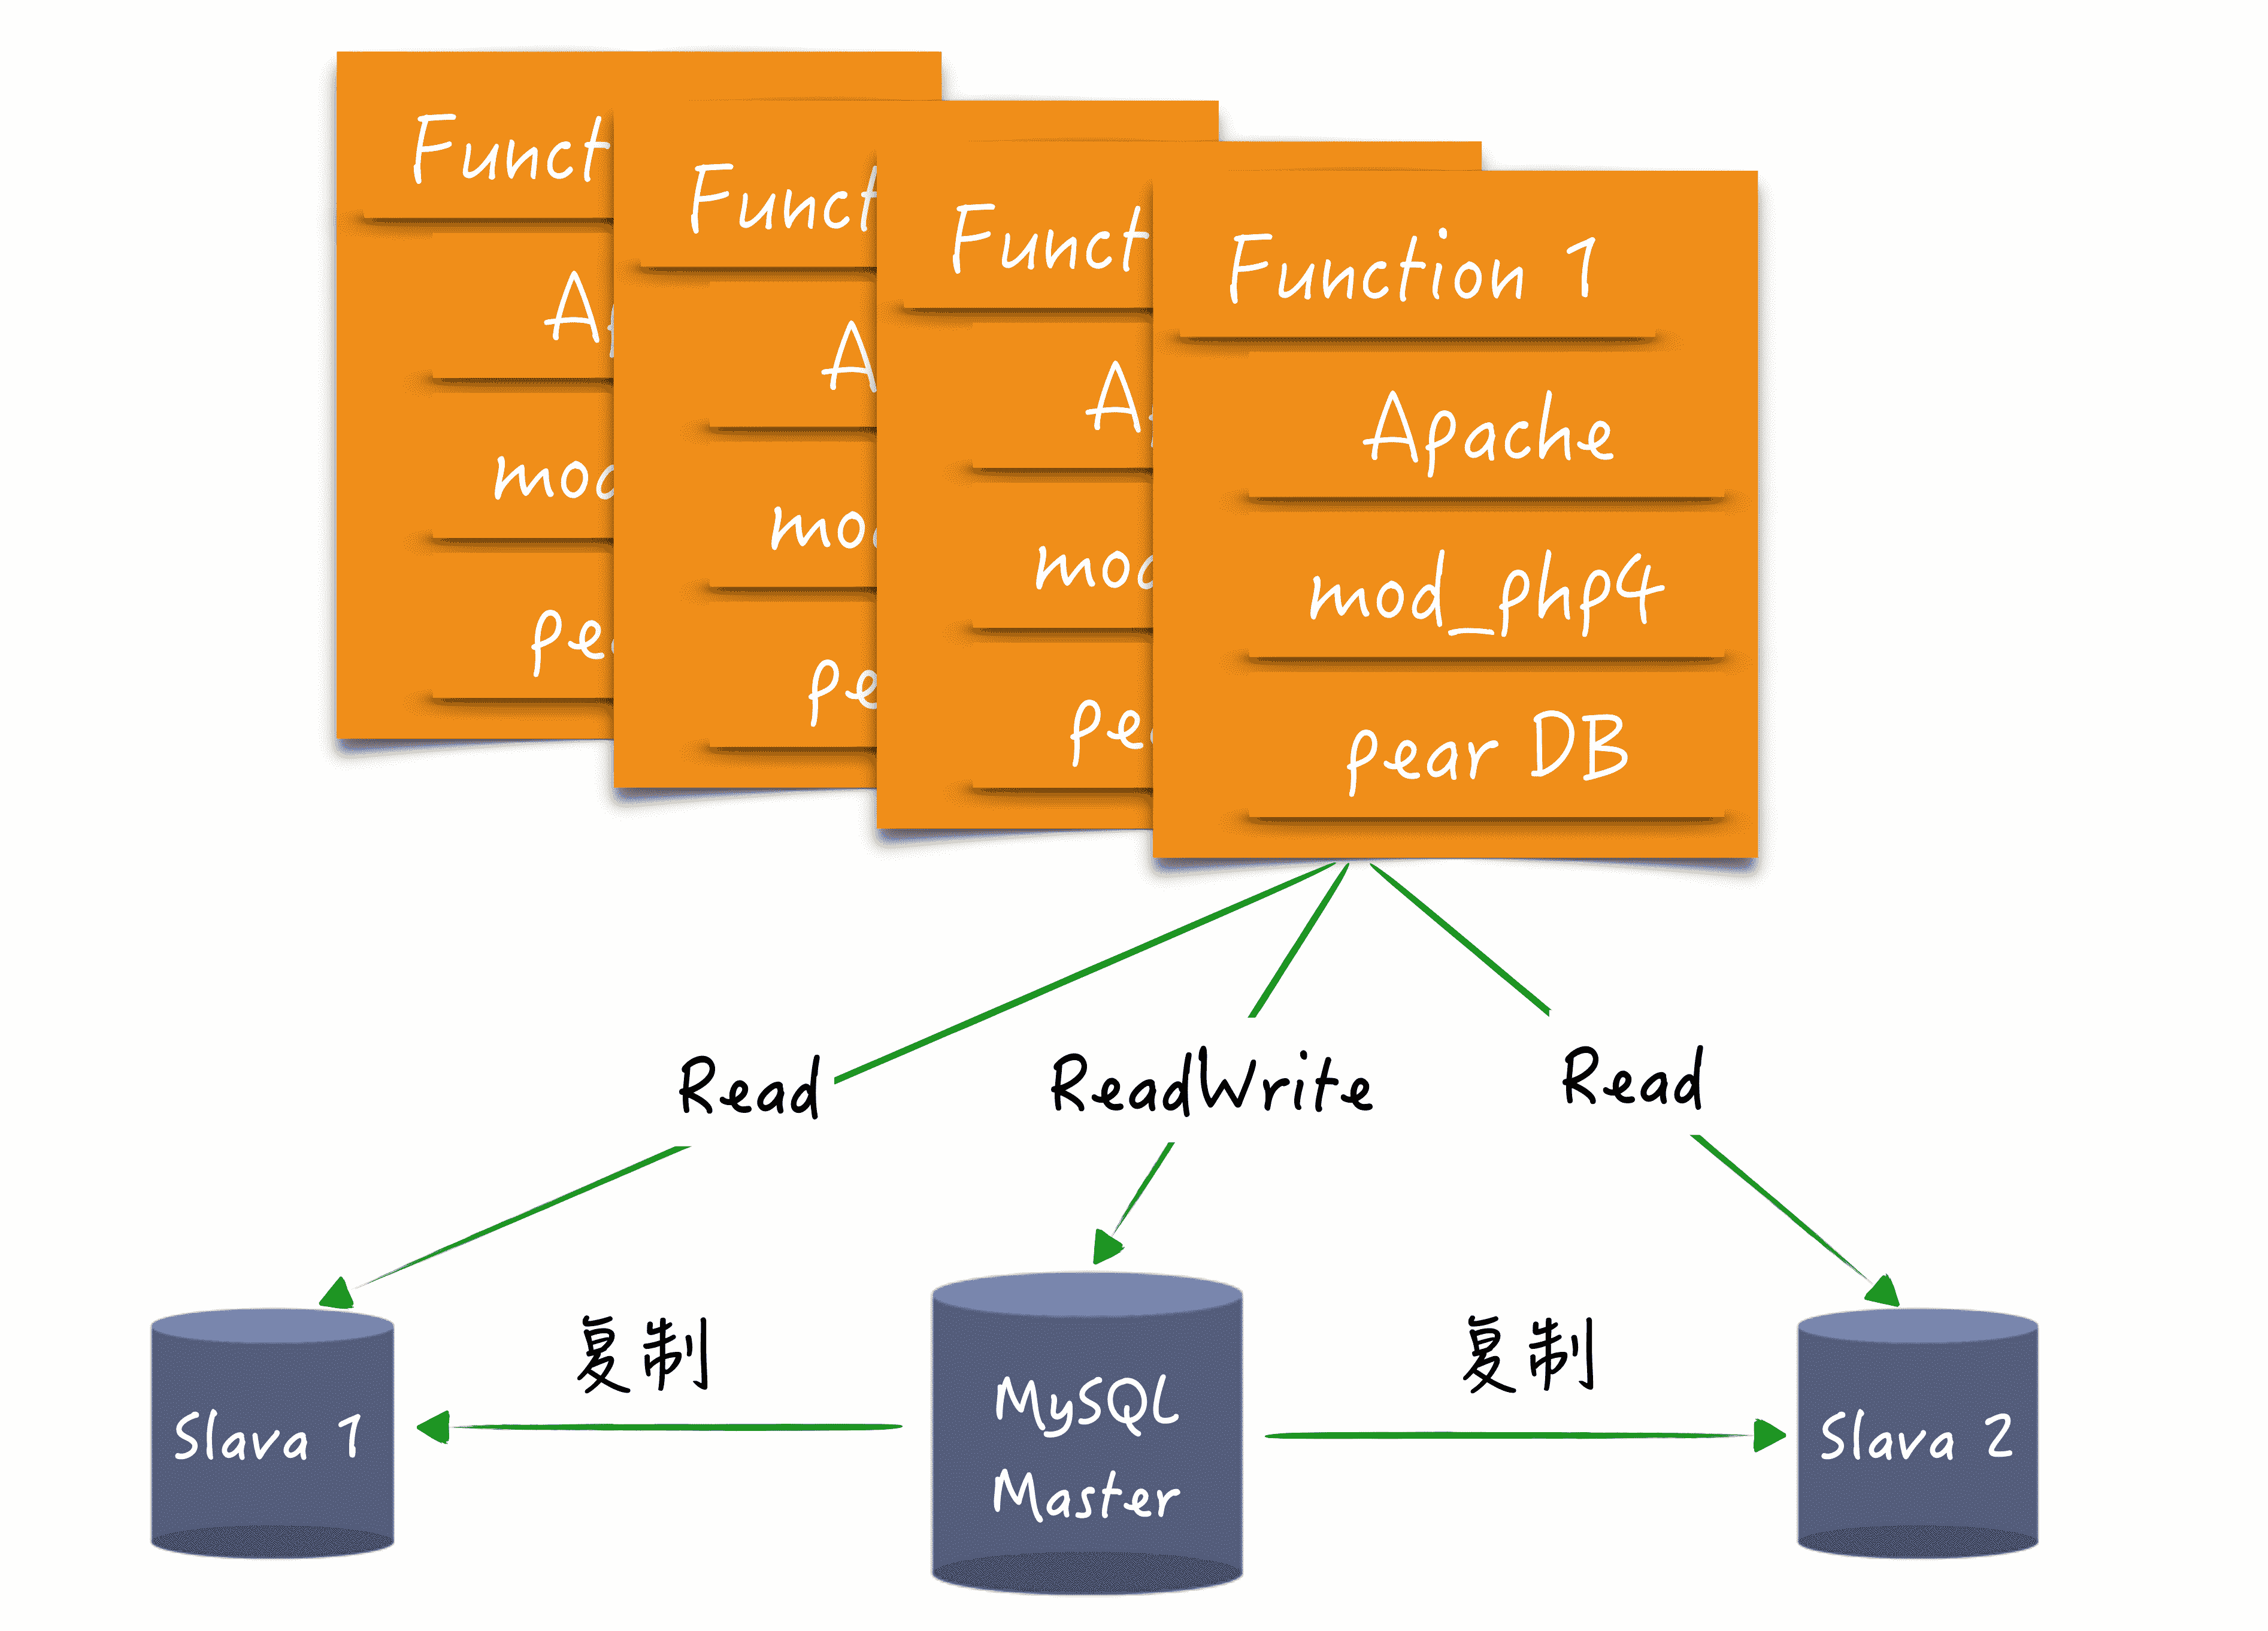 Funct
A
mod
pe
Funct
A
mo
pe
Funct
A
mod
pe
Function 1
Apache
mod_php4
pear DB
Read
ReadWrite
Read
复制
复制
Slava 1
MySQL
Master
Slava 2